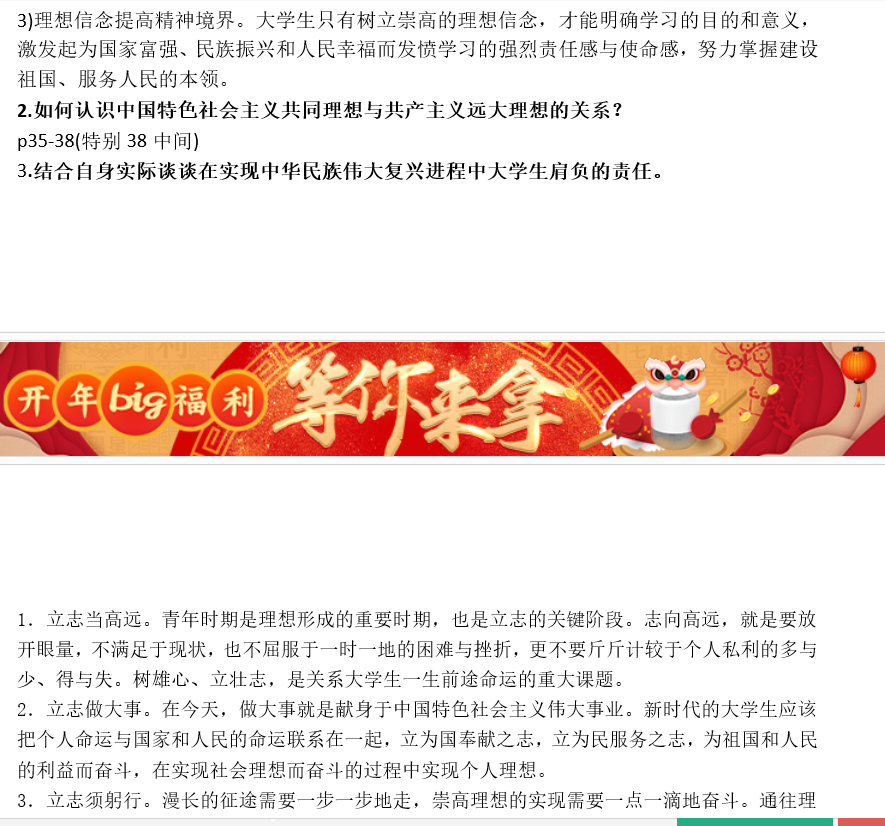 3)理想信念提高精神境界。大学生只有树立崇高的理想信念，才能明确学习的目的和意义，
激发起为国家富强、民族振兴和人民幸福而发愤学习的强烈责任感与使命感，努力掌握建设
祖国、服务人民的本领。
2.如何认识中国特色社会主义共同理想与共产主义远大理想的关系？
p35-38(特别 38 中间)
3.结合自身实际谈谈在实现中华民族伟大复兴进程中大学生肩负的责任。
开年big福利 等你来拿
1．立志当高远。青年时期是理想形成的重要时期，也是立志的关键阶段。志向高远，就是要放
开眼量，不满足于现状，也不屈服于一时一地的困难与挫折，更不要斤斤计较于个人私利的多与
少、得与失。树雄心、立壮志，是关系大学生一生前途命运的重大课题。
2．立志做大事。在今天，做大事就是献身于中国特色社会主义伟大事业。新时代的大学生应该
把个人命运与国家和人民的命运联系在一起，立为国奉献之志，立为民服务之志，为祖国和人民
的利益而奋斗，在实现社会理想而奋斗的过程中实现个人理想。
3．立志须躬行。漫长的征途需要一步一步地走，崇高理想的实现需要一点一滴地奋斗。通往理